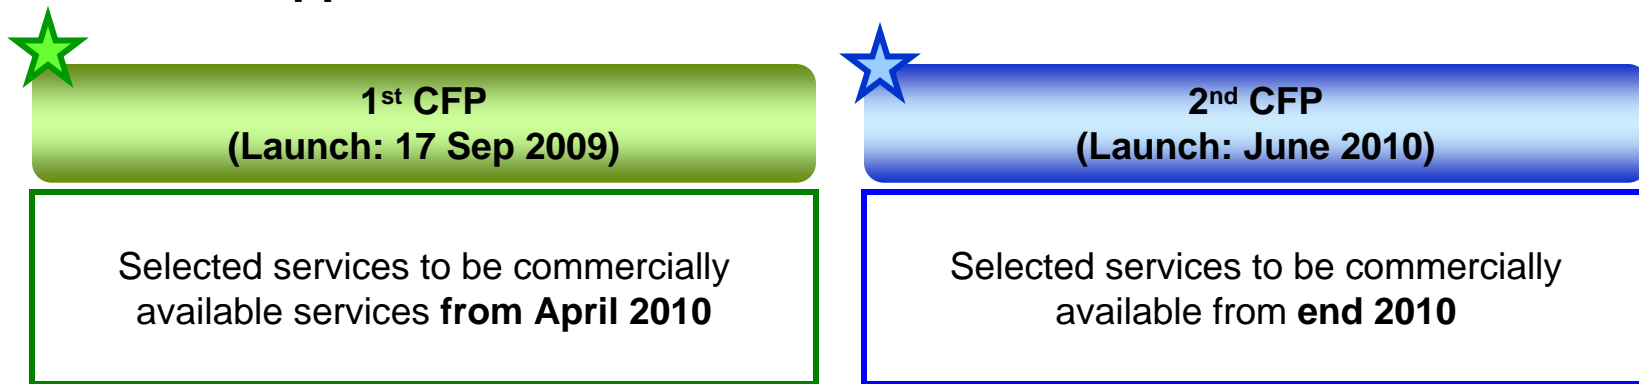 1st CFP
(Launch: 17 Sep 2009)
Selected services to be commercially
available services from April 2010
2nd CFP
(Launch: June 2010)
Selected services to be commercially
available from end 2010